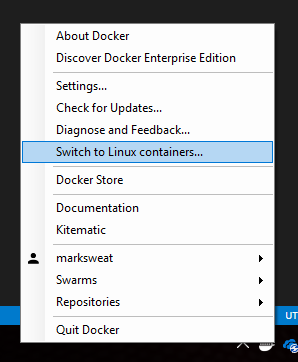 About Docker
Discover Docker Enterprise Edition
Settings...
Check for Updates...
Diagnose and Feedback...
Switch to Linux containers...
Docker Store
Documentation
Kitematic
marksweat
Swarms
Repositories
Quit Docker
UT